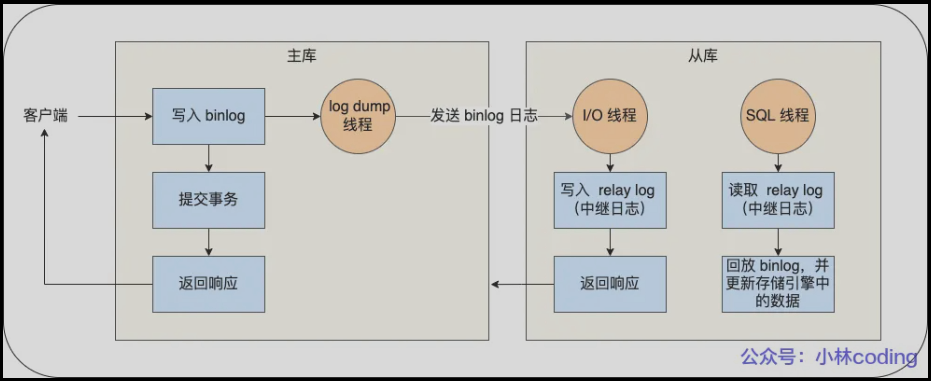 主库
从库
客户端
写入 binlog
log dump
线程
发送 binlog 日志
I/O 线程
SQL 线程
提交事务
写入 relay log
（中继日志）
读取 relay log
（中继日志）
返回响应
返回响应
回放 binlog，并
更新存储引擎中
的数据
公众号：小林coding